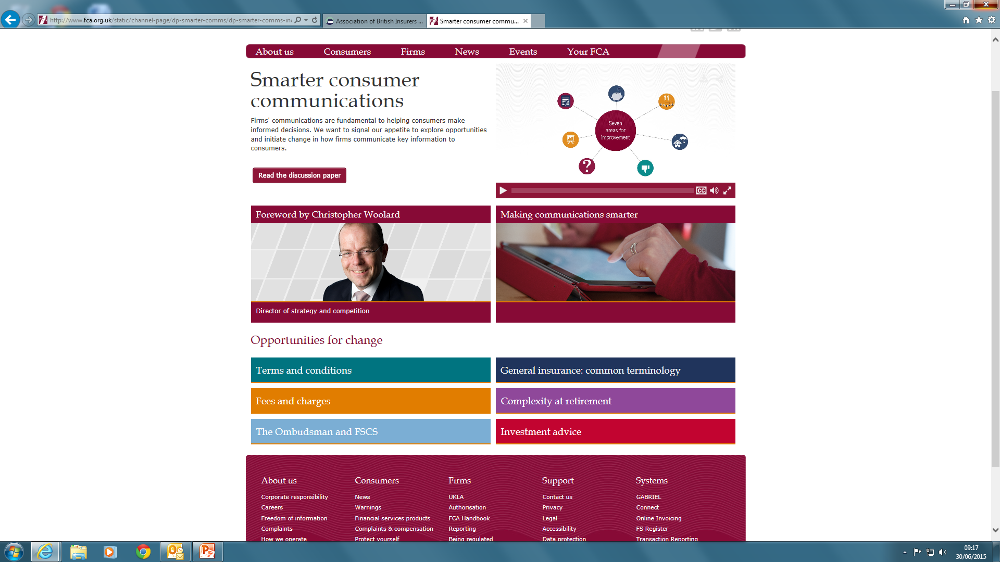 http://www.fca.org.uk/static/channel-page/dp-smarter-comms/dp-smarter-comms-in
Association of British Insurers ...
Smarter consumer commu...
About us
Consumers
Firms
News
Events
Your FCA
Smarter consumer
communications
Firms' communications are fundamental to helping consumers make
informed decisions. We want to signal our appetite to explore opportunities
and initiate change in how firms communicate key information to
consumers.
Read the discussion paper
Seven
areas for
improvement
?
CC
Foreword by Christopher Woolard
Director of strategy and competition
Making communications smarter
Opportunities for change
Terms and conditions
General insurance: common terminology
Fees and charges
Complexity at retirement
The Ombudsman and FSCS
Investment advice
About us
Corporate responsibility
Careers
Freedom of information
Complaints
How we operate
Consumers
News
Warnings
Financial services products
Complaints & compensation
Protect yourself
Firms
UKLA
Authorisation
FCA Handbook
Reporting
Being regulated
Support
Contact us
Privacy
Legal
Accessibility
Data protection
Systems
GABRIEL
Connect
Online Invoicing
FS Register
Transaction Reporting
09:17
30/06/2015